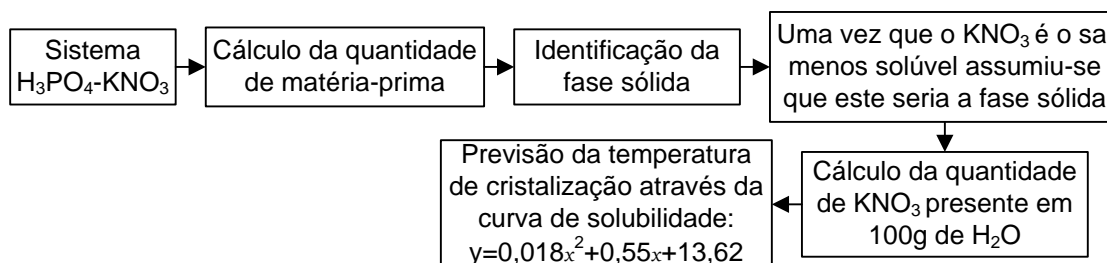 Sistema
H₃PO₄-KNO₃
Cálculo da quantidade
de matéria-prima
Identificação da
fase sólida
Uma vez que o KNO₃ é o sa
menos solúvel assumiu-se
que este seria a fase sólida
Cálculo da quantidade
de KNO₃ presente em
100g de H₂O
Previsão da temperatura
de cristalização através da
curva de solubilidade:
y=0,018x²+0,55x+13,62